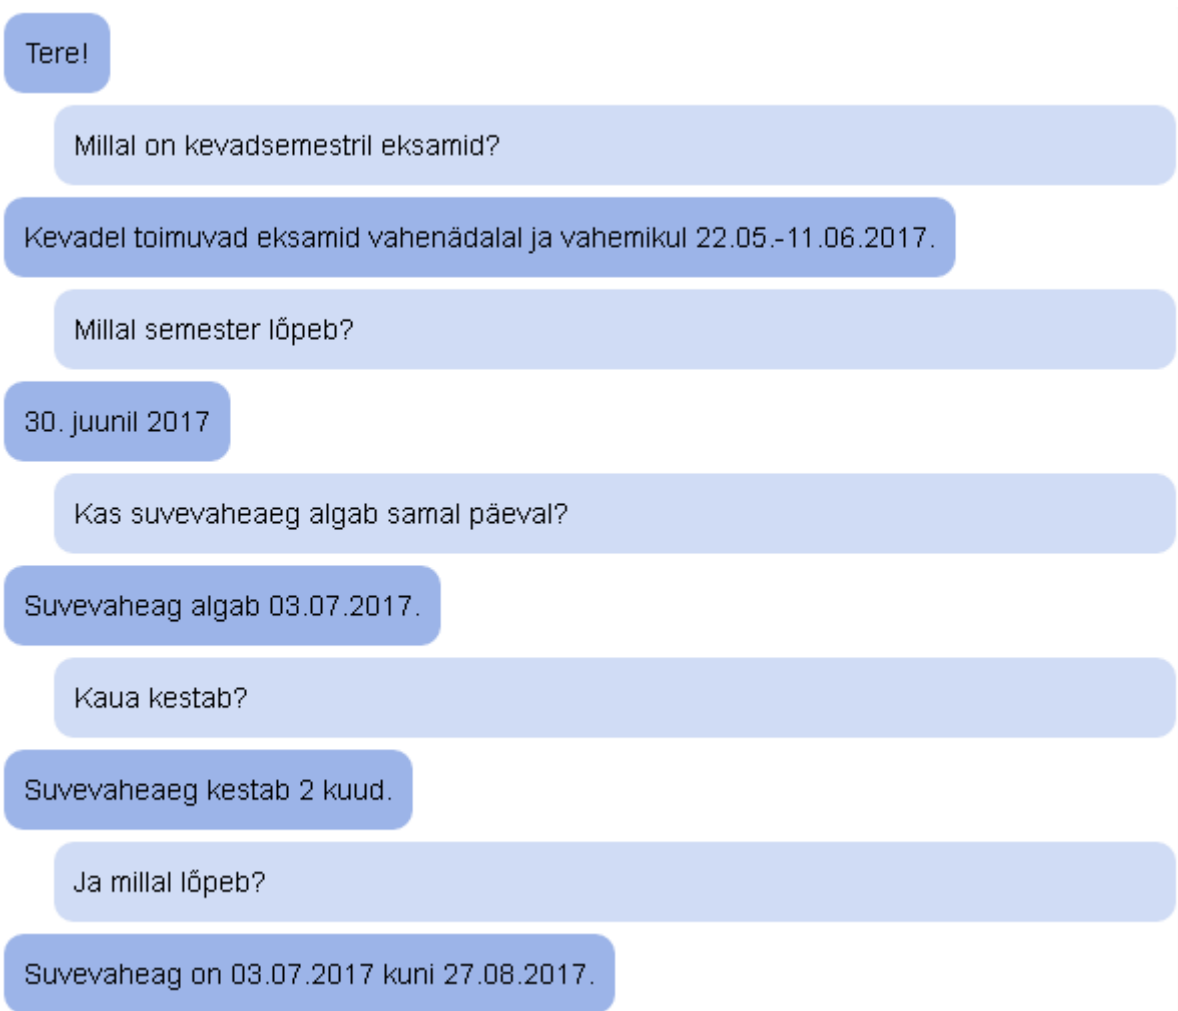 Tere!
Millal on kevadsemestril eksamid?
Kevadel toimuvad eksamid vahenädalal ja vahemikul 22.05.-11.06.2017.
Millal semester lõpeb?
30. juunil 2017
Kas suvevaheaeg algab samal päeval?
Suvevaheag algab 03.07.2017.
Kaua kestab?
Suvevaheaeg kestab 2 kuud.
Ja millal lõpeb?
Suvevaheag on 03.07.2017 kuni 27.08.2017.